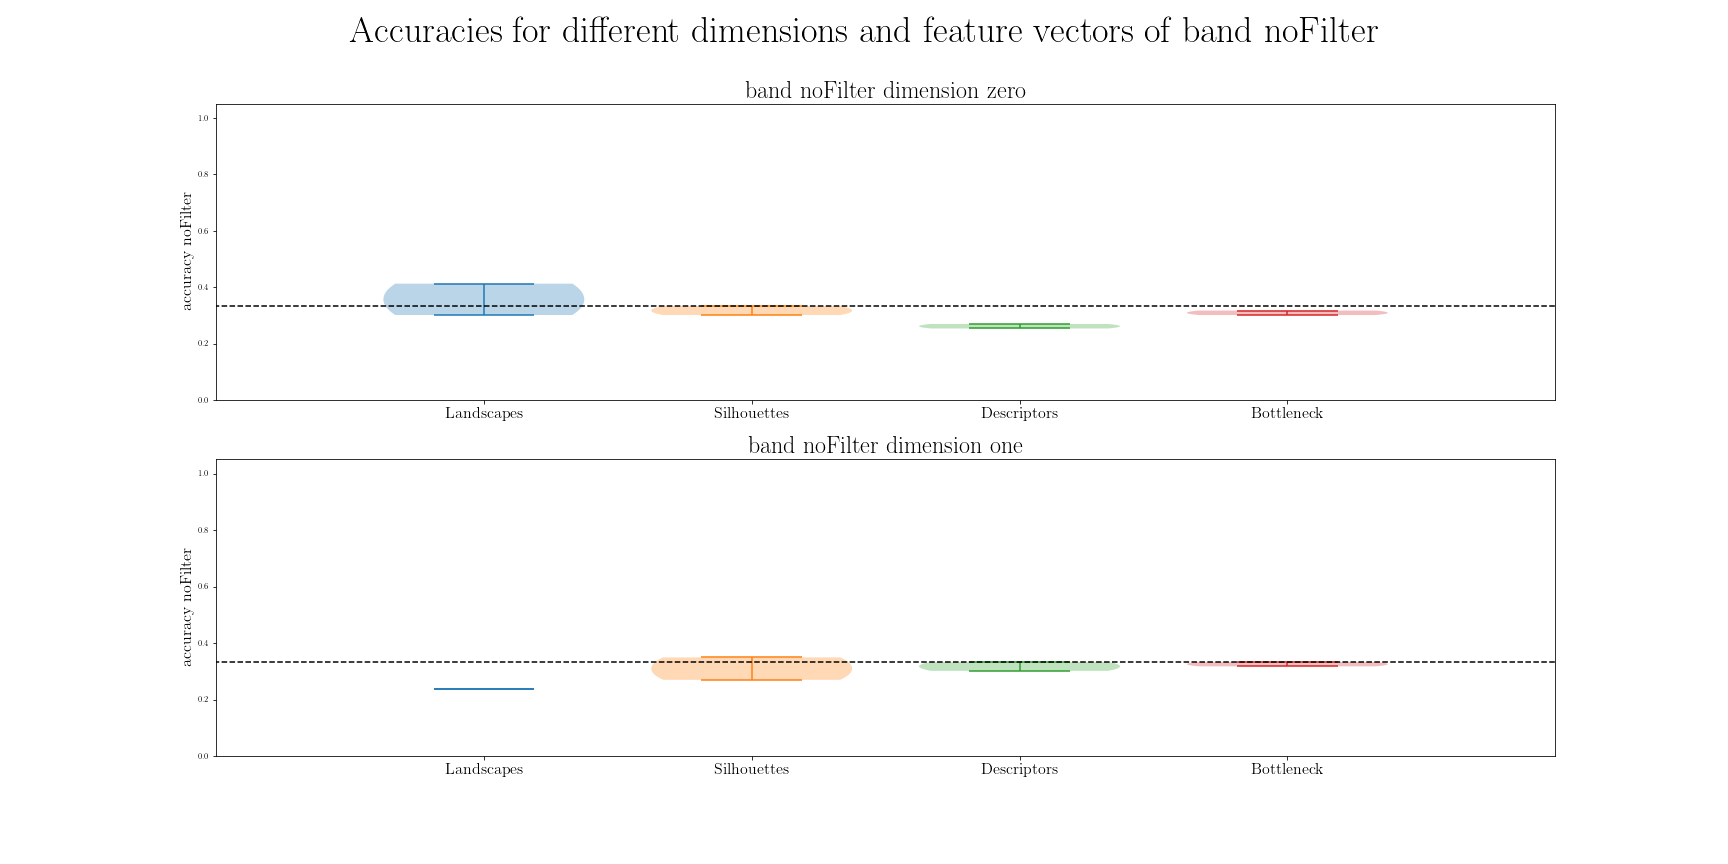 Accuracies for different dimensions and feature vectors of band noFilter
band noFilter dimension zero
accuracy noFilter
1.0
0.8
0.6
0.4
0.2
0.0
Landscapes Silhouettes Descriptors Bottleneck
band noFilter dimension one
accuracy noFilter
1.0
0.8
0.6
0.4
0.2
0.0
Landscapes Silhouettes Descriptors Bottleneck